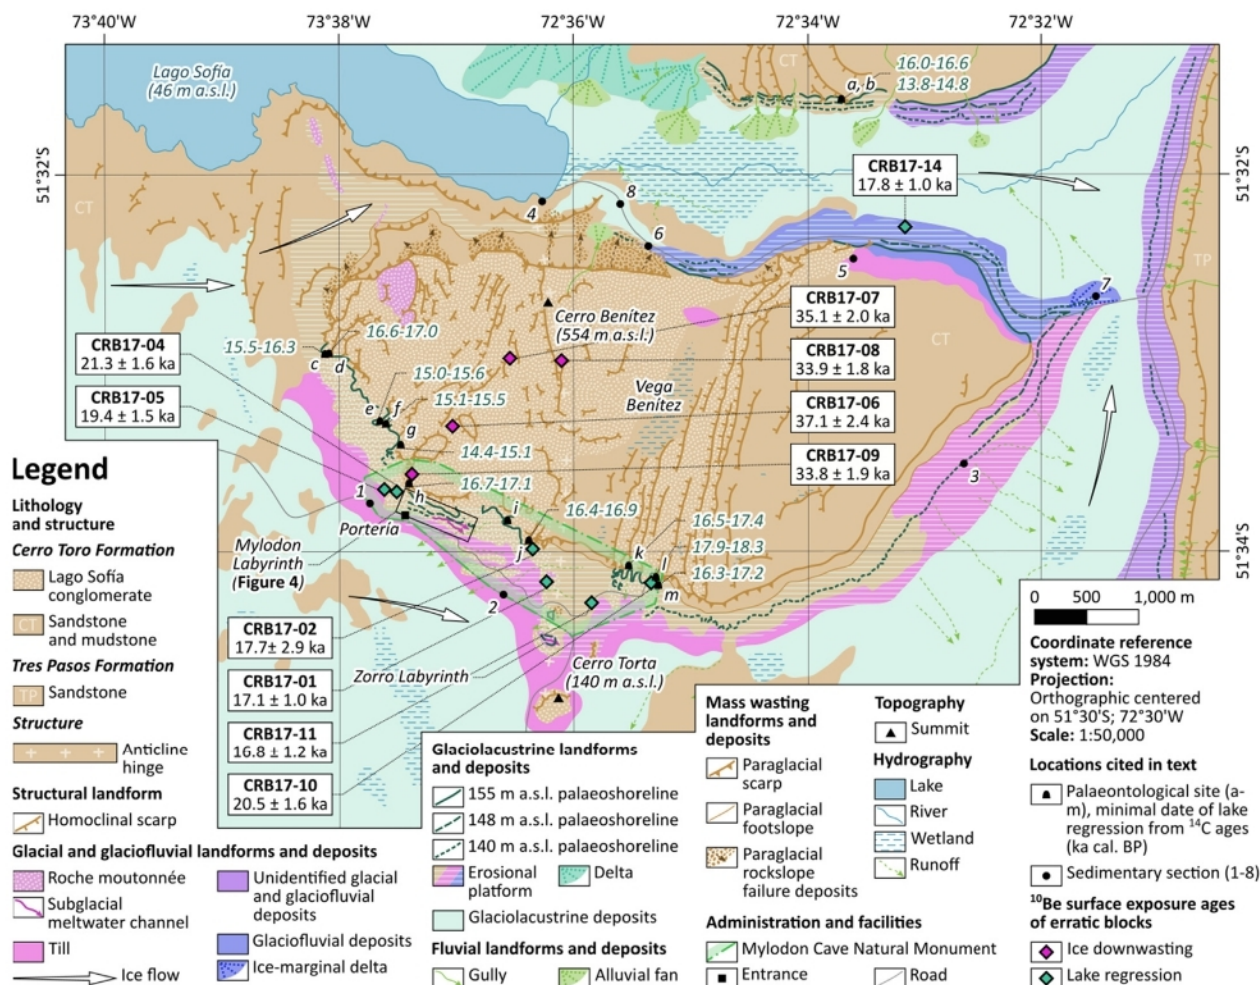 73°40'W
73°38'W
72°36'W
72°34'W
72°32'W
Lago Sofía
(46 m a.s.l.)
CT
a, b
16.0-16.6
13.8-14.8
51°32'S
51°32'S
CRB17-14
17.8 ± 1.0 ka
CT
4
8
6
5
7
TP
CRB17-07
35.1 ± 2.0 ka
Cerro Benítez
(554 m a.s.l.)
CRB17-04
21.3 ± 1.6 ka
15.5-16.3
16.6-17.0
c
d
CRB17-08
33.9 ± 1.8 ka
CT
15.0-15.6
CRB17-05
19.4 ± 1.5 ka
15.1-15.5
e
f
g
Vega
Benítez
CRB17-06
37.1 ± 2.4 ka
14.4-15.1
CRB17-09
33.8 ± 1.9 ka
3
1
h
16.7-17.1
i
16.4-16.9
16.5-17.4
Portería
j
k
17.9-18.3
l
16.3-17.2
m
51°34'S
Mylodon
Labyrinth
(Figure 4)
2
CRB17-02
17.7± 2.9 ka
Zorro Labyrinth
Cerro Torta
(140 m a.s.l.)
CRB17-01
17.1 ± 1.0 ka
CRB17-11
16.8 ± 1.2 ka
CRB17-10
20.5 ± 1.6 ka
0 500 1,000 m
Coordinate reference
system: WGS 1984
Projection:
Orthographic centered
on 51°30'S; 72°30'W
Scale: 1:50,000
Legend
Lithology
and structure
Cerro Toro Formation
Lago Sofía
conglomerate
CT
Sandstone
and mudstone
Tres Pasos Formation
TP
Sandstone
Structure
Anticline
hinge
Structural landform
Homoclinal scarp
Glacial and glaciofluvial landforms and deposits
Roche moutonnée
Subglacial
meltwater channel
Till
Ice flow
Unidentified glacial
and glaciofluvial
deposits
Glaciofluvial deposits
Ice-marginal delta
Glaciolacustrine landforms
and deposits
155 m a.s.l. palaeoshoreline
148 m a.s.l. palaeoshoreline
140 m a.s.l. palaeoshoreline
Erosional
platform
Delta
Glaciolacustrine deposits
Fluvial landforms and deposits
Gully
Alluvial fan
Mass wasting
landforms and
deposits
Paraglacial
scarp
Paraglacial
footslope
Paraglacial
rockslope
failure deposits
Topography
Summit
Hydrography
Lake
River
Wetland
Runoff
Administration and facilities
Mylodon Cave Natural Monument
Entrance
Road
Locations cited in text
Palaeontological site (a-
m), minimal date of lake
regression from ¹⁴C ages
(ka cal. BP)
Sedimentary section (1-8)
¹⁰Be surface exposure ages
of erratic blocks
Ice downwasting
Lake regression